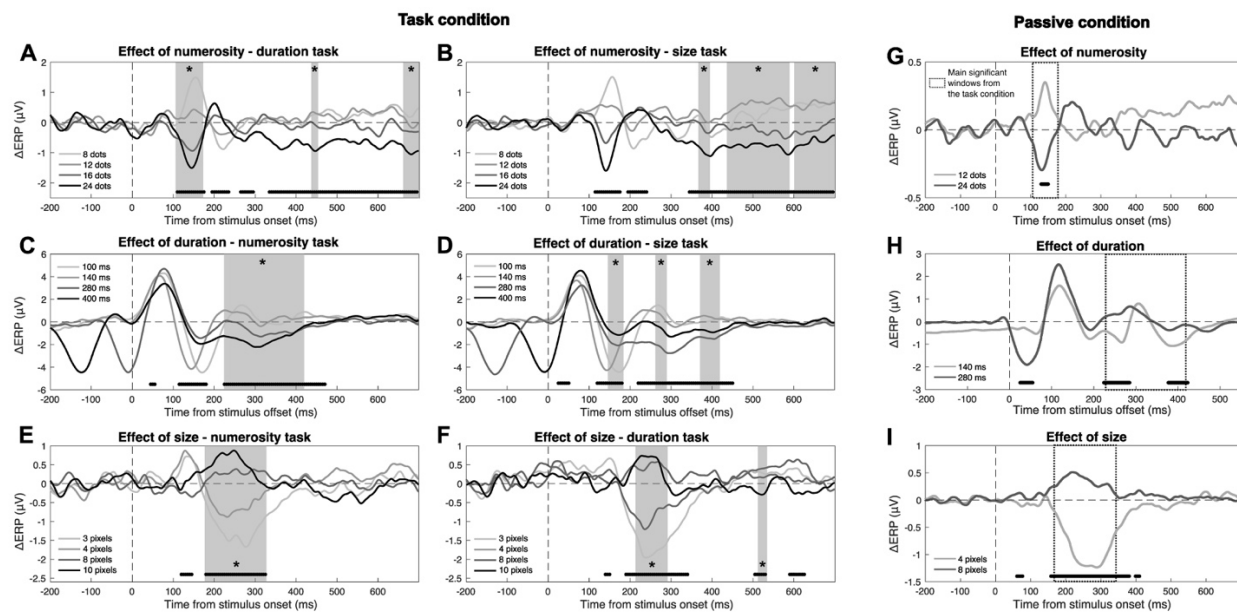 Task condition
Passive condition
A
Effect of numerosity - duration task
2
1
0
-1
-2
ΔERP (µV)
*
*
*
8 dots
12 dots
16 dots
24 dots
-200 -100 0 100 200 300 400 500 600
Time from stimulus onset (ms)
B
Effect of numerosity - size task
2
1
0
-1
-2
*
*
*
8 dots
12 dots
16 dots
24 dots
-200 -100 0 100 200 300 400 500 600
Time from stimulus onset (ms)
C
Effect of duration - numerosity task
6
4
2
0
-2
-4
-6
ΔERP (µV)
*
100 ms
140 ms
280 ms
400 ms
-200 -100 0 100 200 300 400 500 600
Time from stimulus offset (ms)
D
Effect of duration - size task
6
4
2
0
-2
-4
-6
*
*
*
100 ms
140 ms
280 ms
400 ms
-200 -100 0 100 200 300 400 500 600
Time from stimulus offset (ms)
E
Effect of size - numerosity task
1
0.5
0
-0.5
-1
-1.5
-2
-2.5
ΔERP (µV)
3 pixels
4 pixels
8 pixels
10 pixels
*
-200 -100 0 100 200 300 400 500 600
Time from stimulus onset (ms)
F
Effect of size - duration task
1
0.5
0
-0.5
-1
-1.5
-2
-2.5
3 pixels
4 pixels
8 pixels
10 pixels
*
*
-200 -100 0 100 200 300 400 500 600
Time from stimulus onset (ms)
G
Effect of numerosity
0.5
0
-0.5
ΔERP (µV)
Main significant
windows from
the task condition
12 dots
24 dots
-200 -100 0 100 200 300 400 500 600
Time from stimulus onset (ms)
H
Effect of duration
3
2
1
0
-1
-2
-3
ΔERP (µV)
140 ms
280 ms
-200 -100 0 100 200 300 400 500
Time from stimulus offset (ms)
I
Effect of size
1
0.5
0
-0.5
-1
-1.5
ΔERP (µV)
4 pixels
8 pixels
-200 -100 0 100 200 300 400 500 600
Time from stimulus onset (ms)